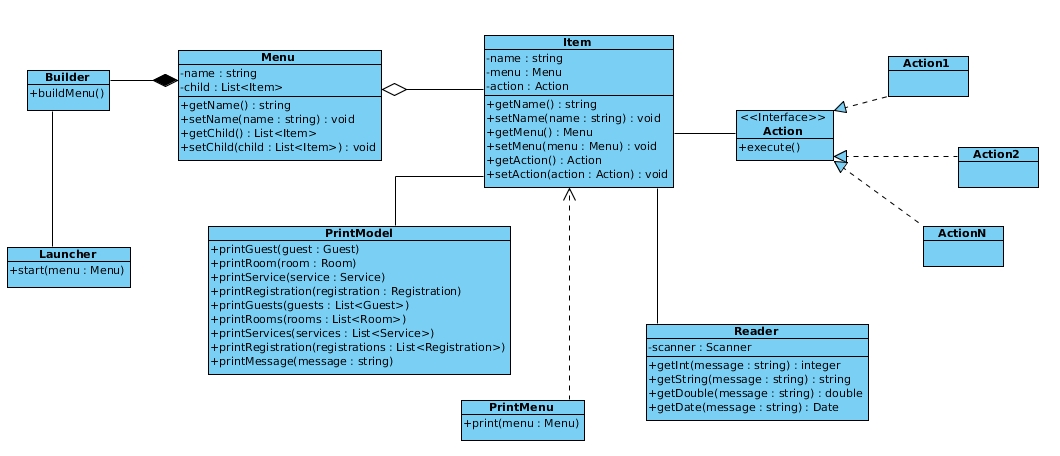 Builder
+buildMenu()
Menu
-name : string
-child : List<Item>
+getName() : string
+setName(name : string) : void
+getChild() : List<Item>
+setChild(child : List<Item>) : void
Item
-name : string
-menu : Menu
-action : Action
+getName() : string
+setName(name : string) : void
+getMenu() : Menu
+setMenu(menu : Menu) : void
+getAction() : Action
+setAction(action : Action) : void
<<Interface>>
Action
+execute()
Action1
Action2
ActionN
Launcher
+start(menu : Menu)
PrintModel
+printGuest(guest : Guest)
+printRoom(room : Room)
+printService(service : Service)
+printRegistration(registration : Registration)
+printGuests(guests : List<Guest>)
+printRooms(rooms : List<Room>)
+printServices(services : List<Service>)
+printRegistration(registrations : List<Registration>)
+printMessage(message : string)
PrintMenu
+print(menu : Menu)
Reader
-scanner : Scanner
+getInt(message : string) : integer
+getString(message : string) : string
+getDouble(message : string) : double
+getDate(message : string) : Date